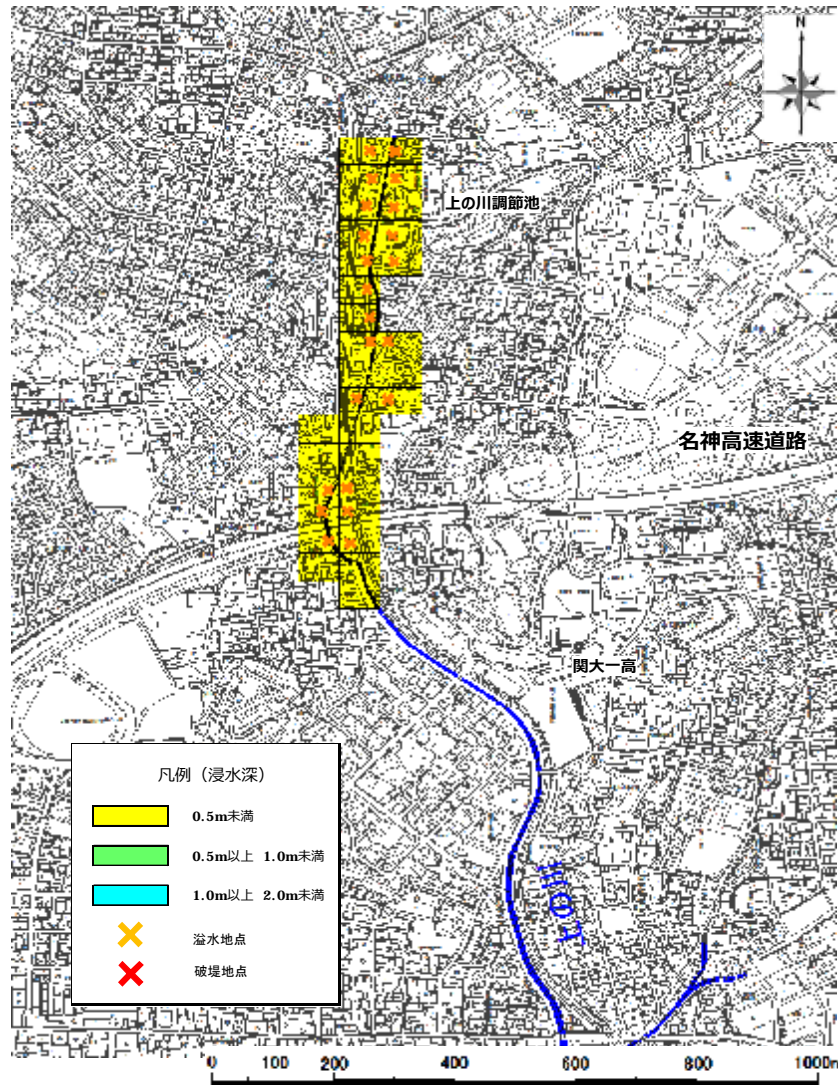 N
上の川調節池
名神高速道路
関大一高
凡例（浸水深）
0.5m未満
0.5m以上 1.0m未満
1.0m以上 2.0m未満
溢水地点
破堤地点
上の川
0 100 200 400 600 800 1000m